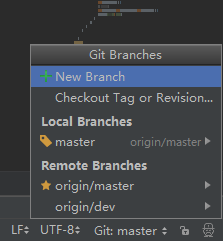 Git Branches
New Branch
Checkout Tag or Revision...
Local Branches
master origin/master
Remote Branches
origin/master
origin/dev
LF UTF-8 Git: master